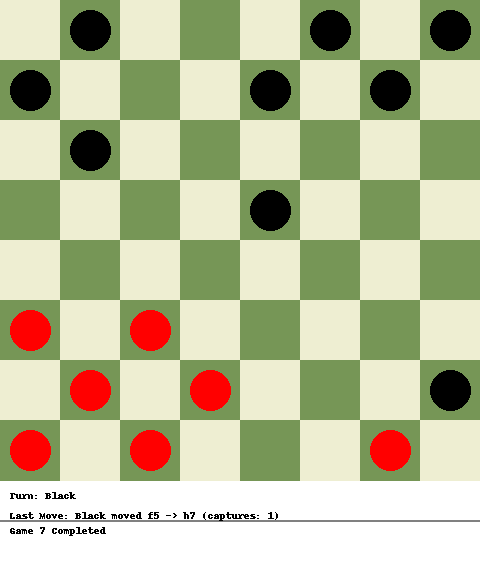 Turn: Black
Last Move: Black moved f5 -> h7 (captures: 1)
Game 7 Completed